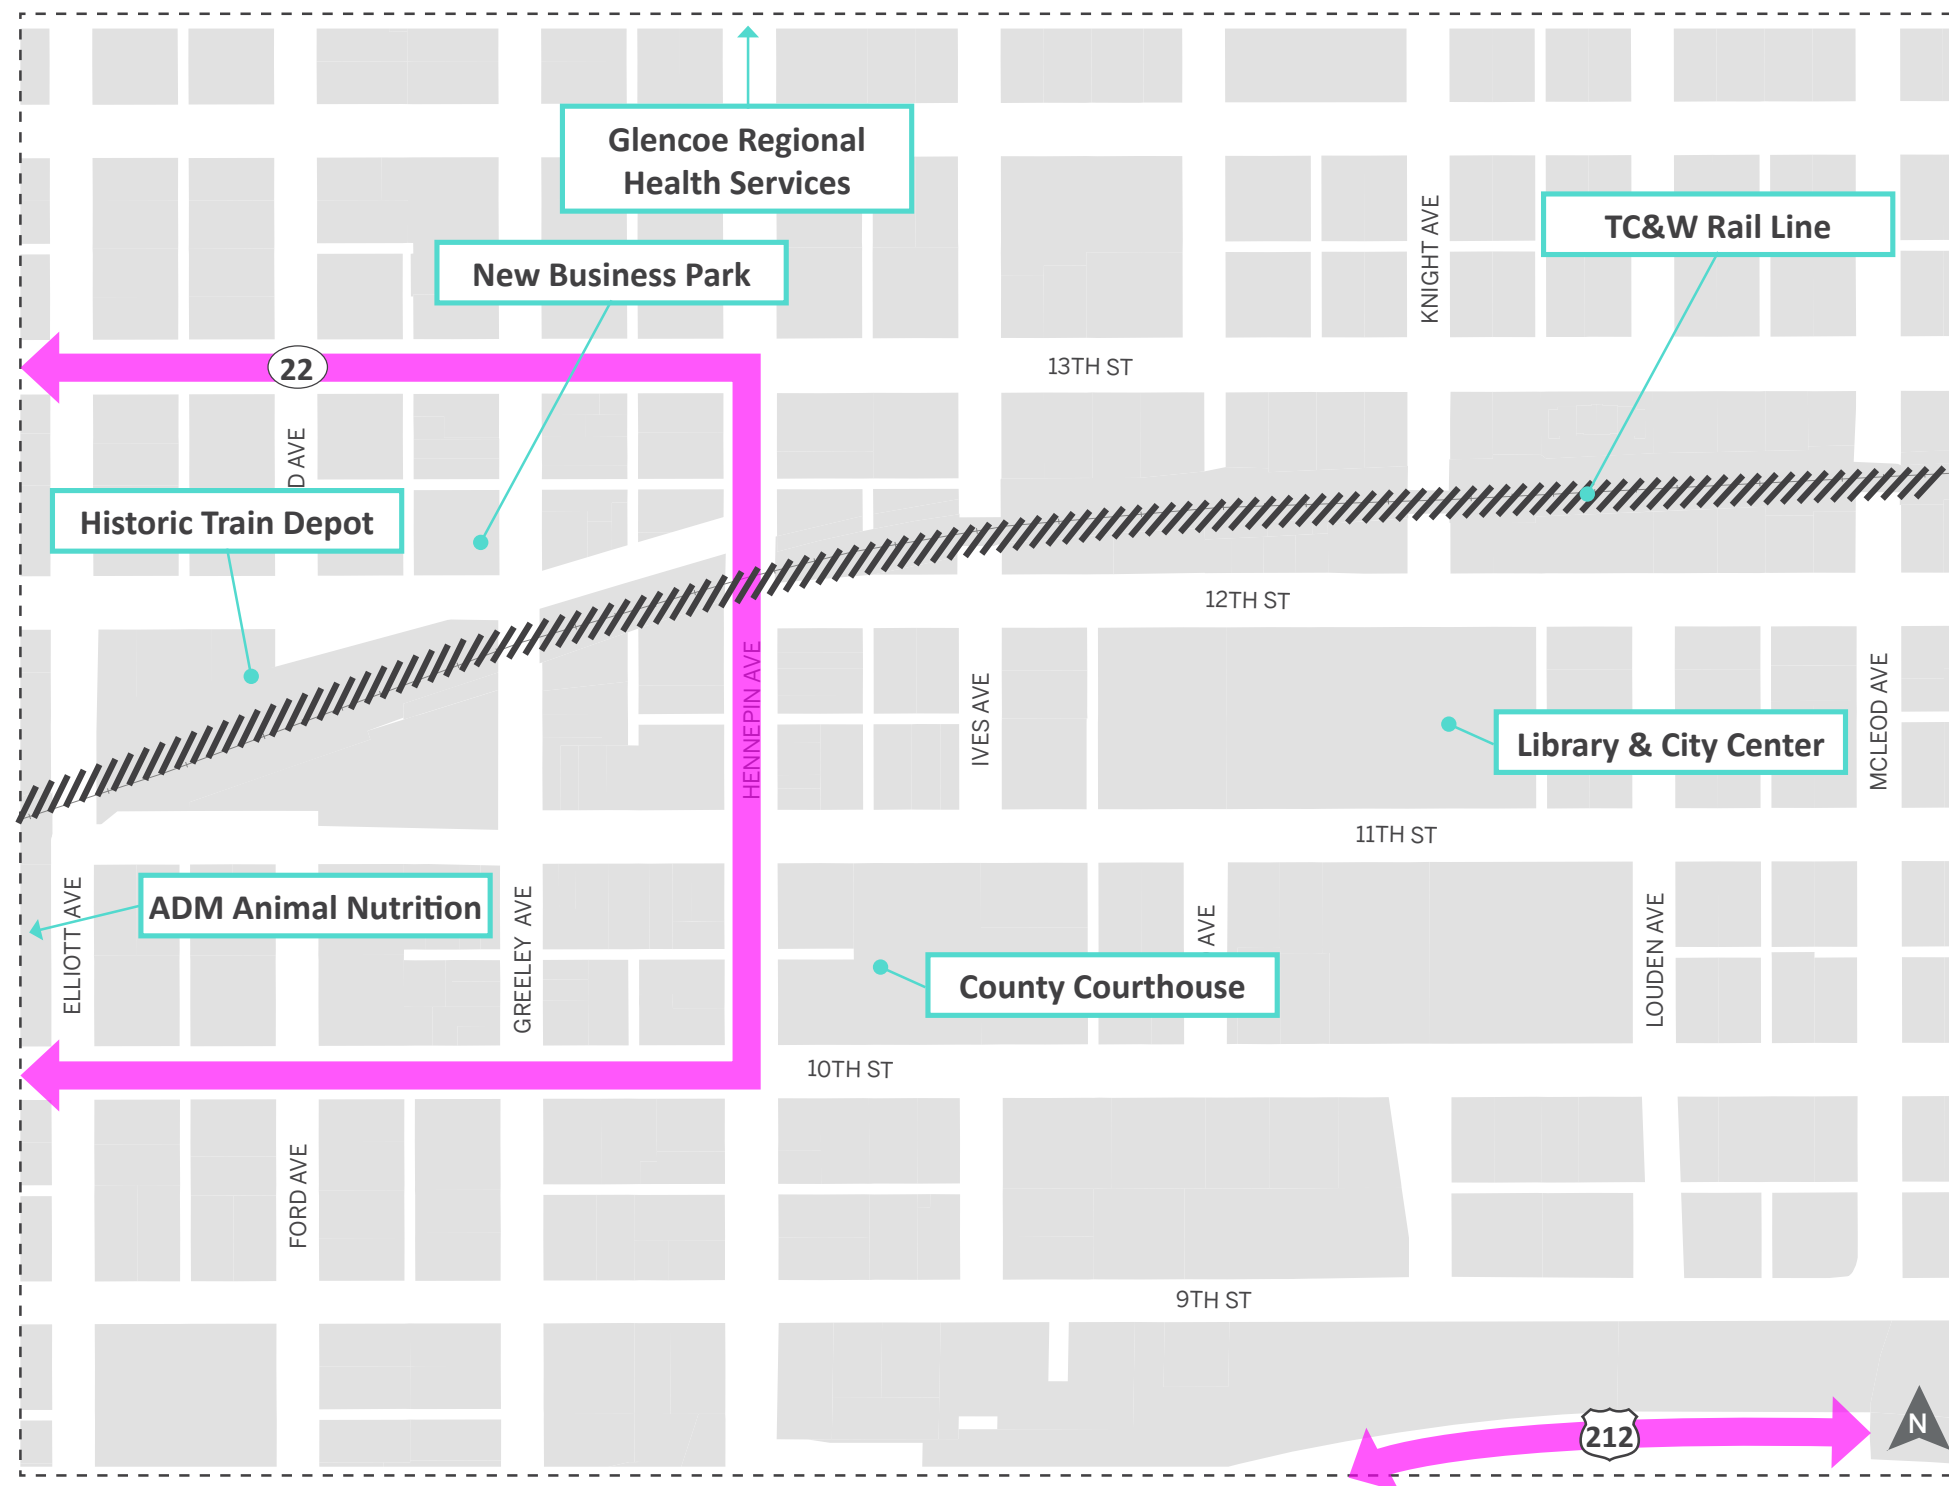 Glencoe Regional
Health Services
KNIGHT AVE
TC&W Rail Line
New Business Park
22
13TH ST
D AVE
Historic Train Depot
12TH ST
HENNEPIN AVE
IVES AVE
MCLEOD AVE
Library & City Center
11TH ST
ELLIOTT AVE
ADM Animal Nutrition
GREELEY AVE
AVE
LOUDEN AVE
County Courthouse
10TH ST
FORD AVE
9TH ST
212
N